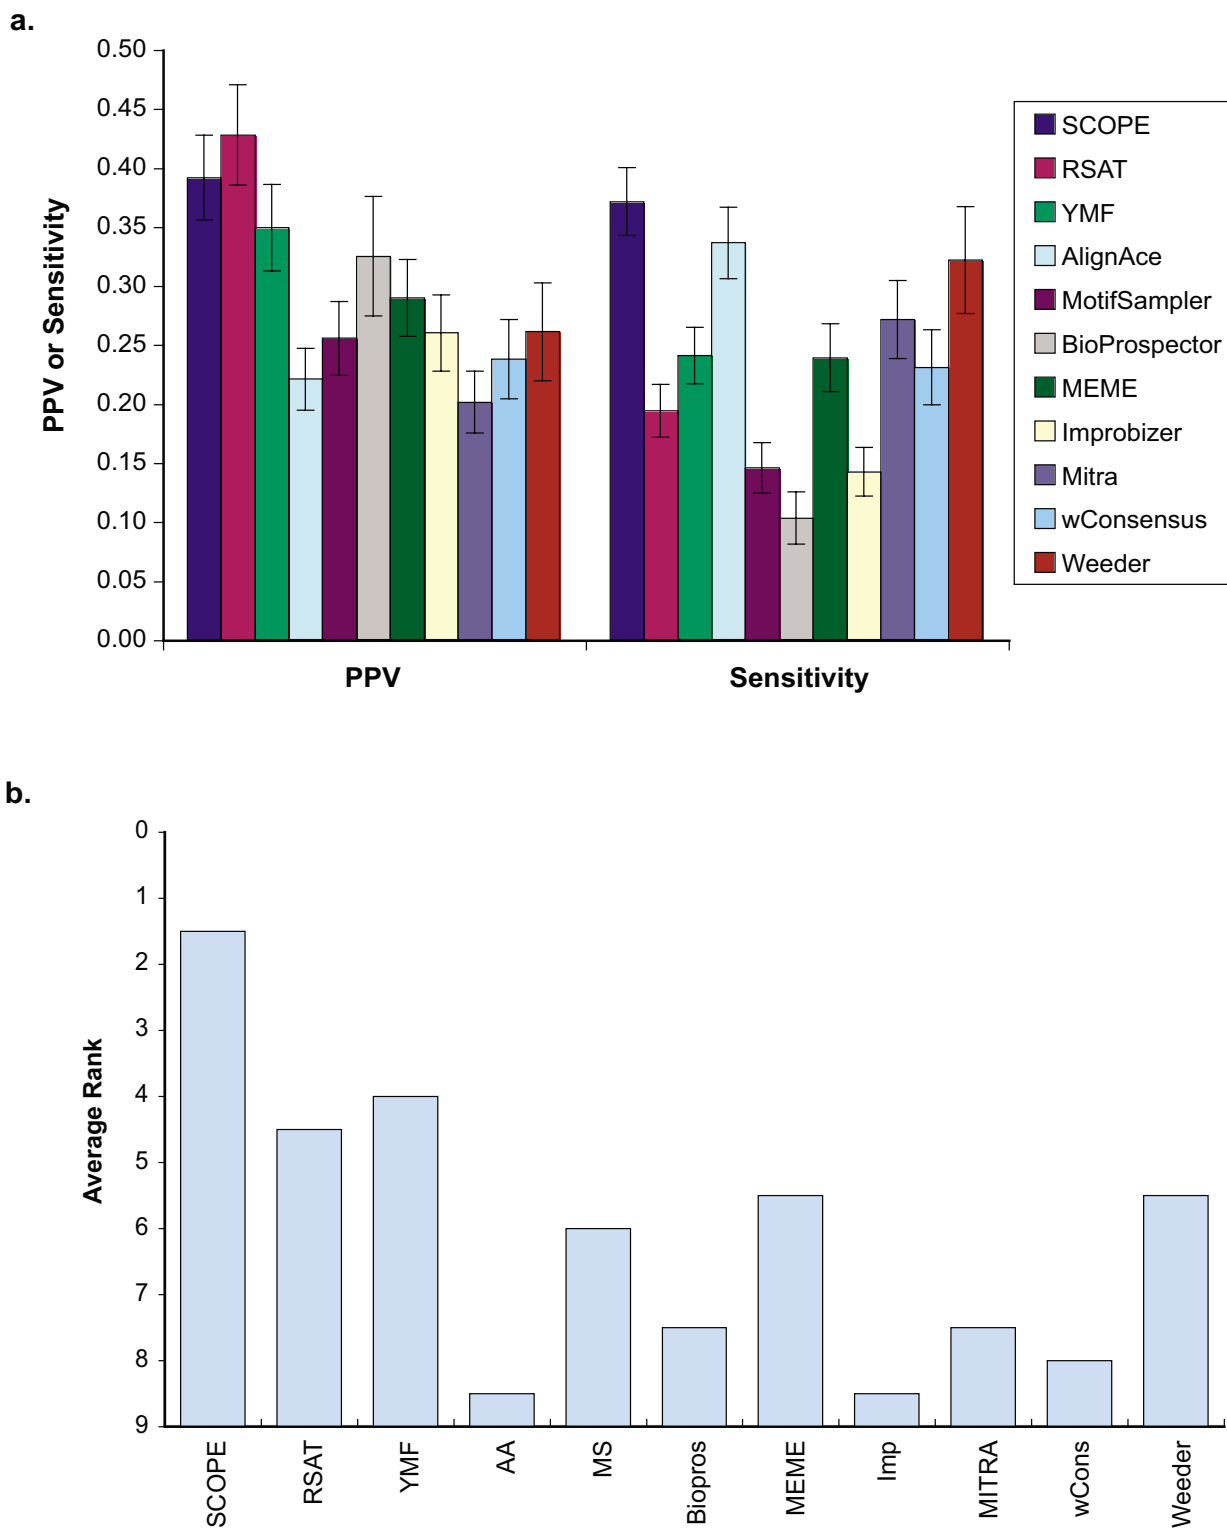 a.
0.50
0.45
0.40
0.35
0.30
0.25
0.20
0.15
0.10
0.05
0.00
PPV or Sensitivity
PPV
Sensitivity
SCOPE
RSAT
YMF
AlignAce
MotifSampler
BioProspector
MEME
Improbizer
Mitra
wConsensus
Weeder
b.
0
1
2
3
4
5
6
7
8
9
Average Rank
SCOPE
RSAT
YMF
AA
MS
Biopros
MEME
Imp
MITRA
wCons
Weeder